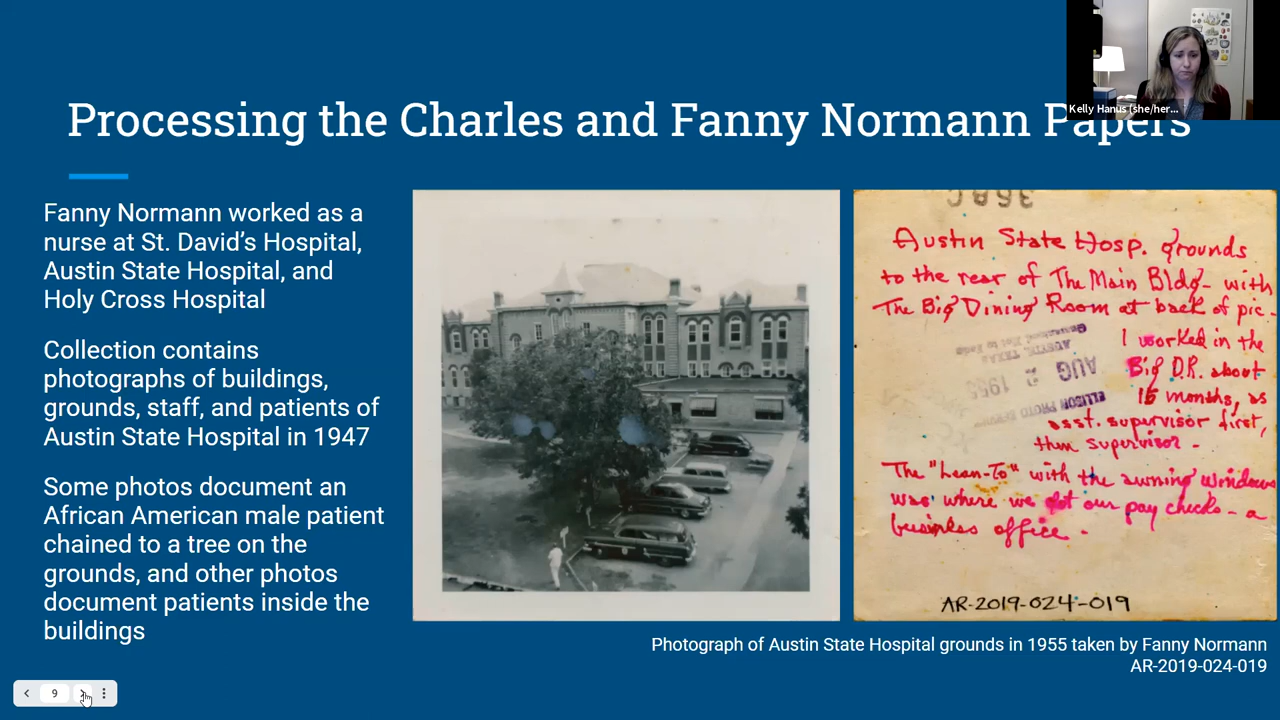 Kelly Hanus (she/her...
Processing the Charles and Fanny Normann Papers
Fanny Normann worked as a
nurse at St. David's Hospital,
Austin State Hospital, and
Holy Cross Hospital
Collection contains
photographs of buildings,
grounds, staff, and patients of
Austin State Hospital in 1947
Some photos document an
African American male patient
chained to a tree on the
grounds, and other photos
document patients inside the
buildings
Austin State Hosp. grounds
to the rear of The Main Bldg - with
The Big Dining Room at back of pic -
I worked in the
Big D.R. about
months, as
asst. supervisor first,
then supervisor -
The "Lean-To" with the awning windows
was where we got our pay checks - a
business office.
AUSTIN, TEXAS
AUG 2 1955
ELLISON PHOTO
AR-2019-024-019
Photograph of Austin State Hospital grounds in 1955 taken by Fanny Normann
AR-2019-024-019
9